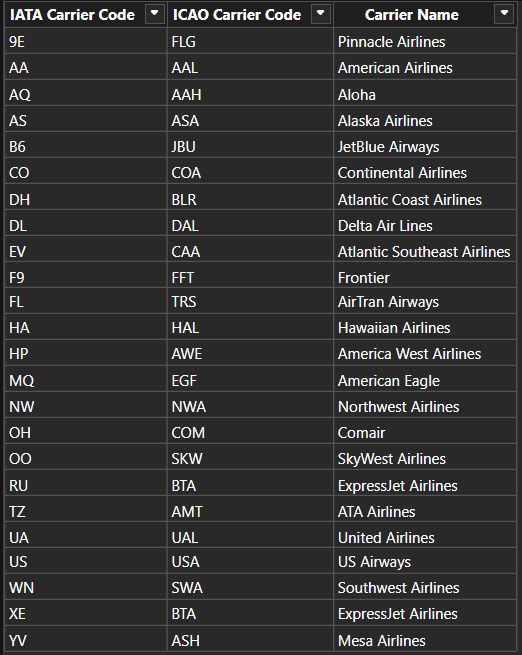 IATA Carrier Code ICAO Carrier Code Carrier Name
9E FLG Pinnacle Airlines
AA AAL American Airlines
AQ AAH Aloha
AS ASA Alaska Airlines
B6 JBU JetBlue Airways
CO COA Continental Airlines
DH BLR Atlantic Coast Airlines
DL DAL Delta Air Lines
EV CAA Atlantic Southeast Airlines
F9 FFT Frontier
FL TRS AirTran Airways
HA HAL Hawaiian Airlines
HP AWE America West Airlines
MQ EGF American Eagle
NW NWA Northwest Airlines
OH COM Comair
OO SKW SkyWest Airlines
RU BTA ExpressJet Airlines
TZ AMT ATA Airlines
UA UAL United Airlines
US USA US Airways
WN SWA Southwest Airlines
XE BTA ExpressJet Airlines
YV ASH Mesa Airlines